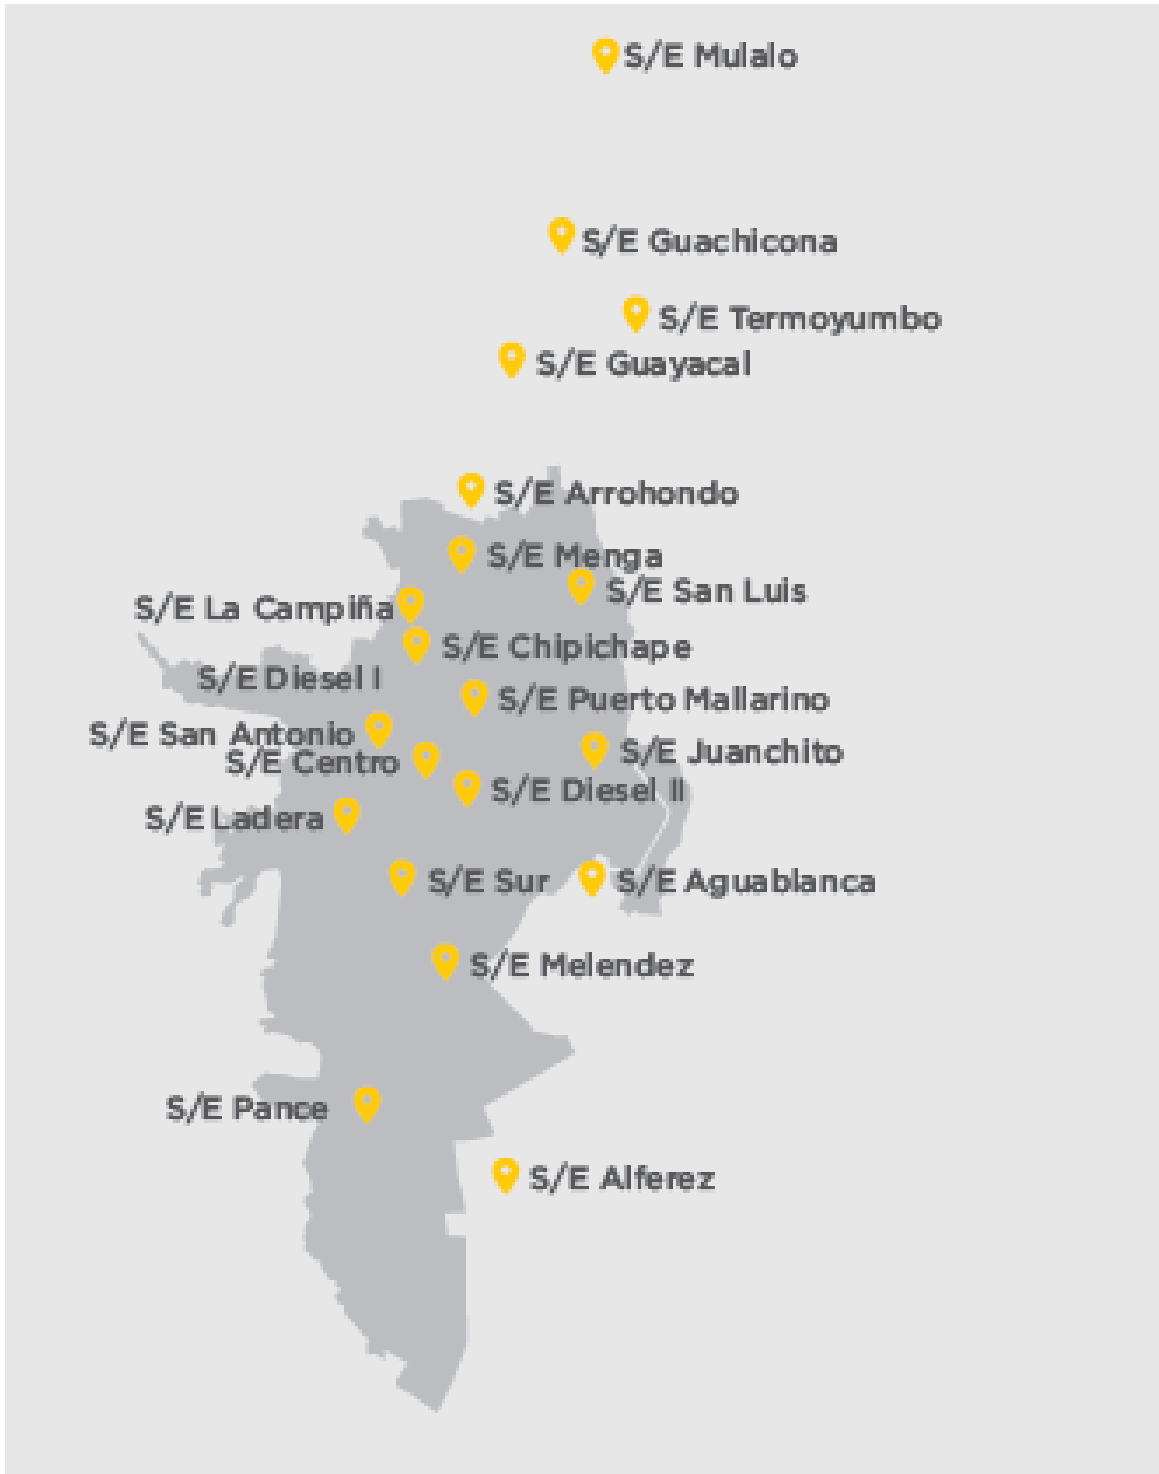 S/E Mulalo
S/E Guachicona
S/E Termoyumbo
S/E Guayacal
S/E Arrohondo
S/E Menga
S/E San Luis
S/E La Campiña
S/E Chipichape
S/E Diesel I
S/E Puerto Mallarino
S/E San Antonio
S/E Juanchito
S/E Centro
S/E Diesel II
S/E Ladera
S/E Sur
S/E Aguablanca
S/E Melendez
S/E Pance
S/E Alferez